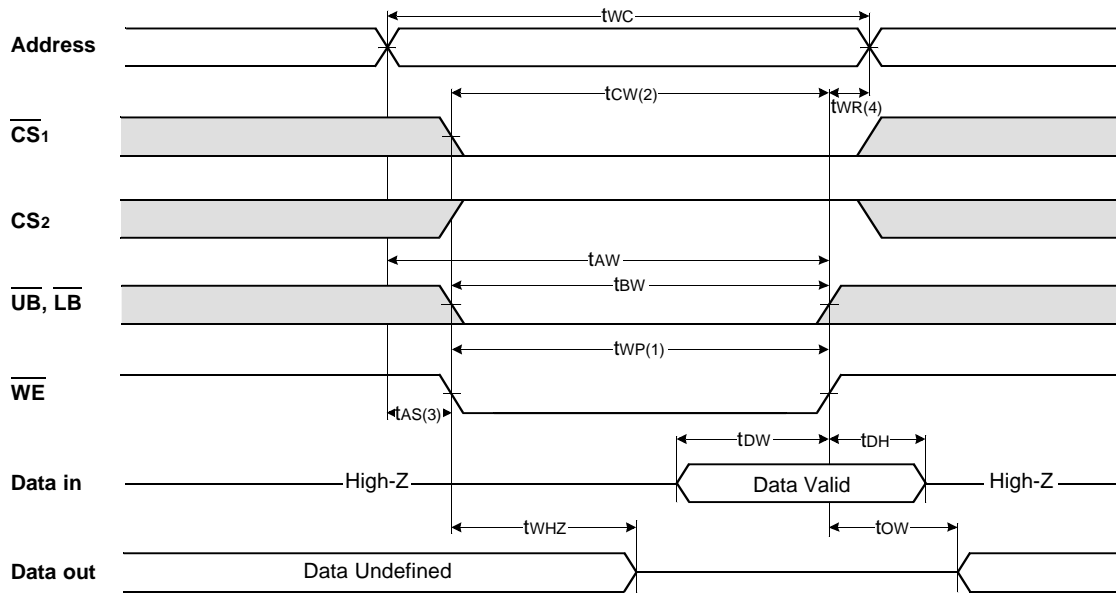 tWC
Address
tCW(2)
tWR(4)
CS1
CS2
tAW
tBW
UB, LB
tWP(1)
WE
tAS(3)
tDW
tDH
Data in
High-Z
Data Valid
High-Z
tWHZ
tOW
Data out
Data Undefined